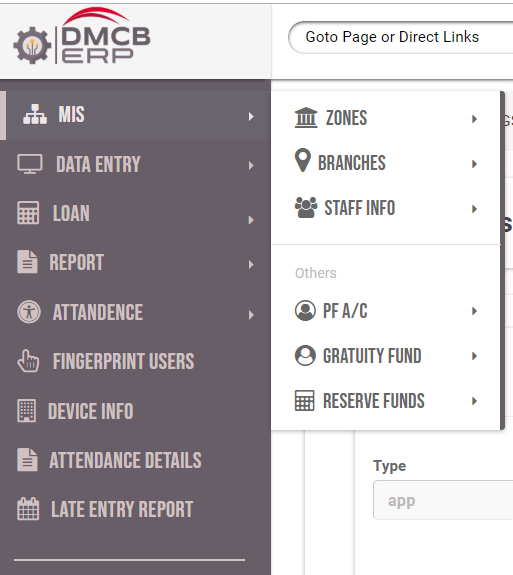 DMCB
ERP
Goto Page or Direct Links
MIS
DATA ENTRY
LOAN
REPORT
ATTANDENCE
FINGERPRINT USERS
DEVICE INFO
ATTENDANCE DETAILS
LATE ENTRY REPORT
ZONES
BRANCHES
STAFF INFO
Others
PF A/C
GRATUITY FUND
RESERVE FUNDS
Type
app